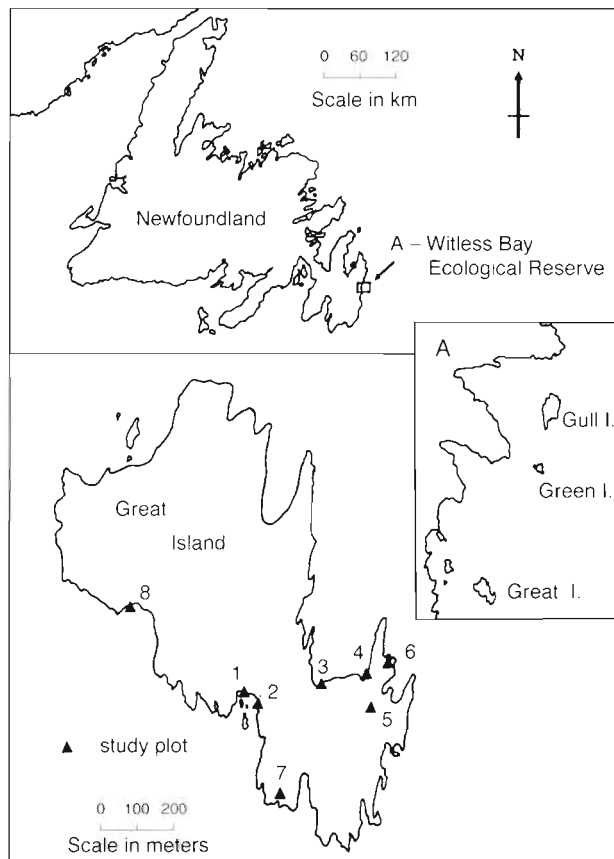 0 60 120
Scale in km
N
Newfoundland
A – Witless Bay
Ecological Reserve
A
Gull I.
Green I.
Great I.
Great
Island
8
1
2
3
4
6
5
7
▲ study plot
0 100 200
Scale in meters